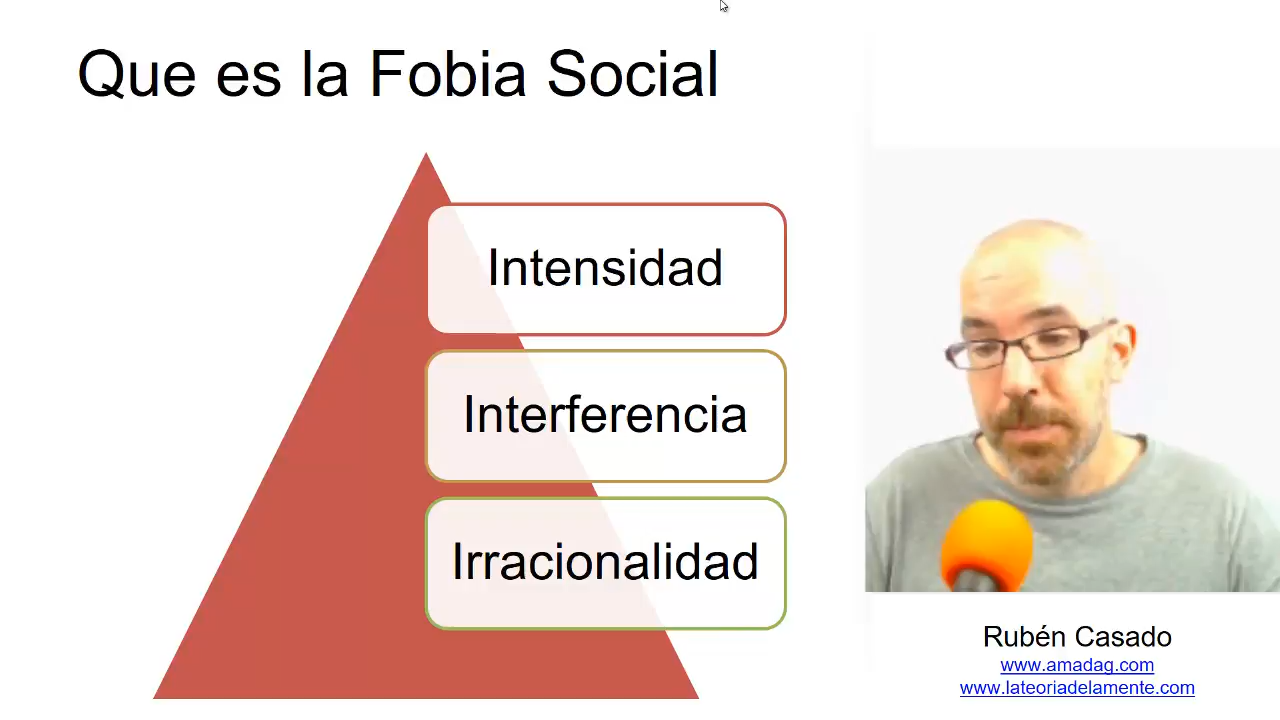 Que es la Fobia Social
Intensidad
Interferencia
Irracionalidad
Rubén Casado
www.amadag.com
www.lateoriadelamente.com